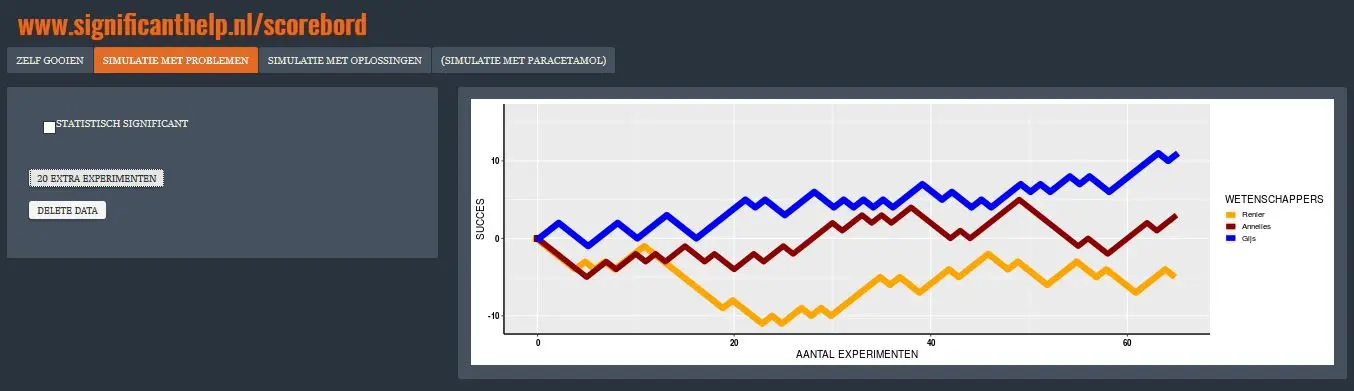 www.significanthelp.nl/scorebord
ZELF GOOIEN
SIMULATIE MET PROBLEMEN
SIMULATIE MET OPLOSSINGEN
(SIMULATIE MET PARACETAMOL)
STATISTISCH SIGNIFICANT
20 EXTRA EXPERIMENTEN
DELETE DATA
SUCCES
10
0
-10
0
20
40
60
AANTAL EXPERIMENTEN
WETENSCHAPPERS
Renier
Annelies
Gijs